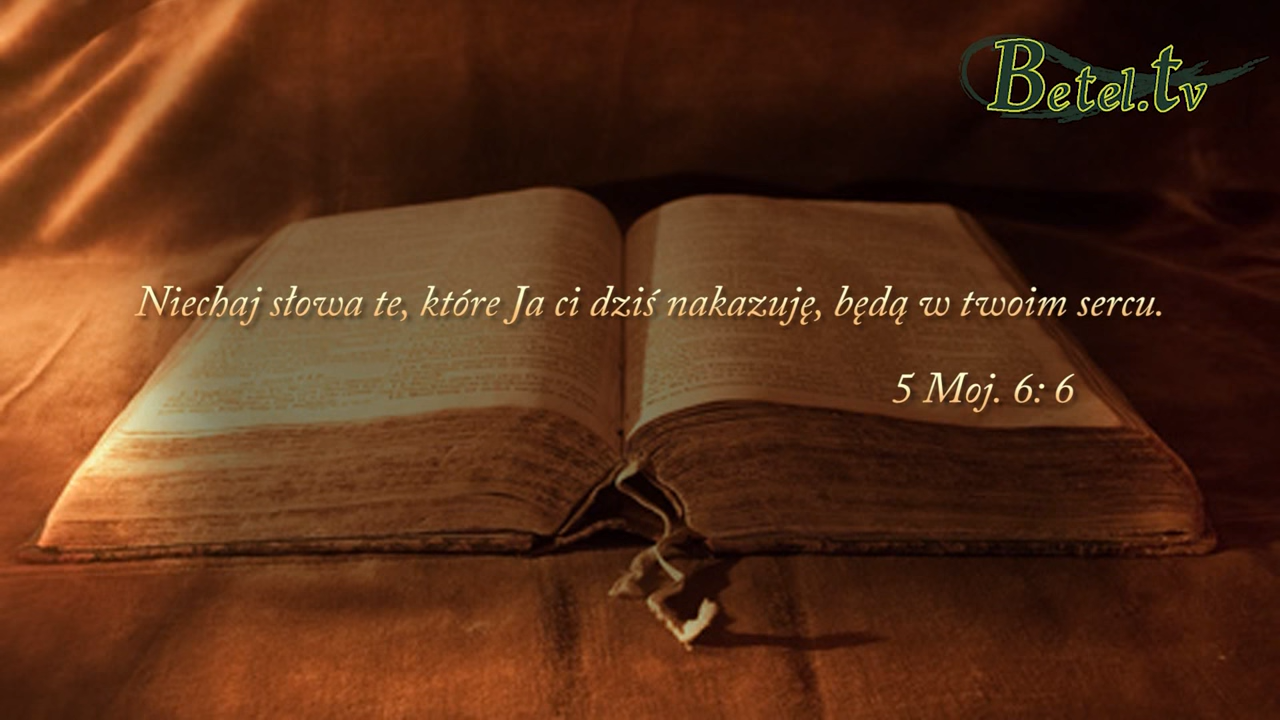 Betel.tv
Niechaj słowa te, które Ja ci dziś nakazuję, będą w twoim sercu.
5 Moj. 6: 6